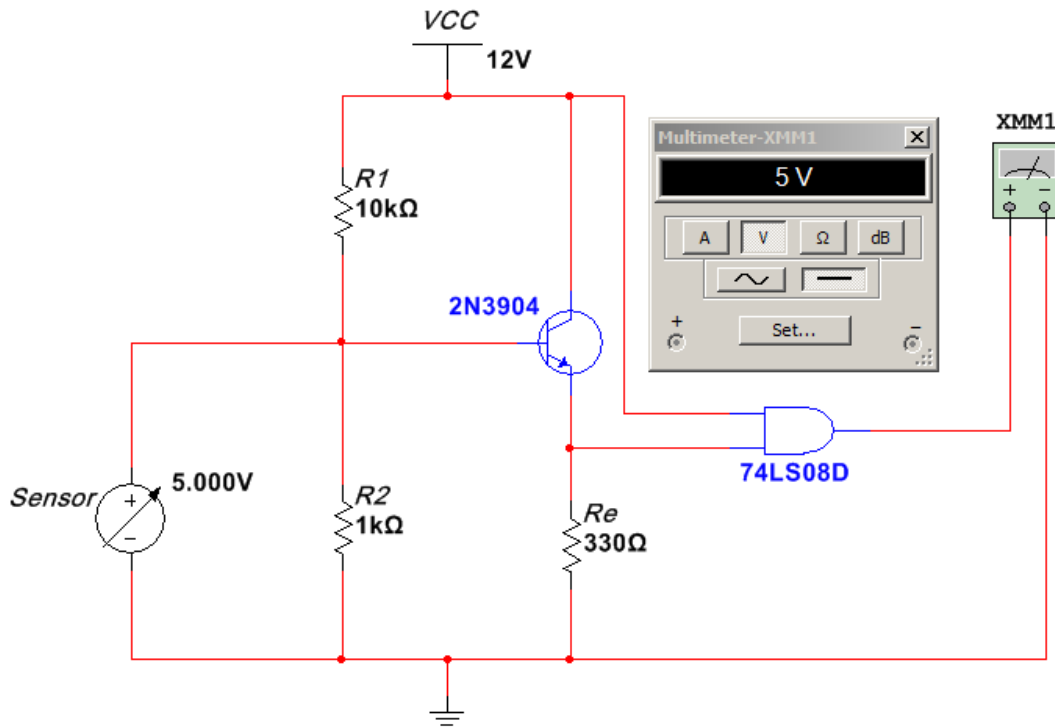 VCC
12V
XMM1
Multimeter-XMM1
5 V
R1
10kΩ
A
V
Ω
dB
+
−
2N3904
Set...
+
−
74LS08D
Sensor
5.000V
+
−
R2
1kΩ
Re
330Ω